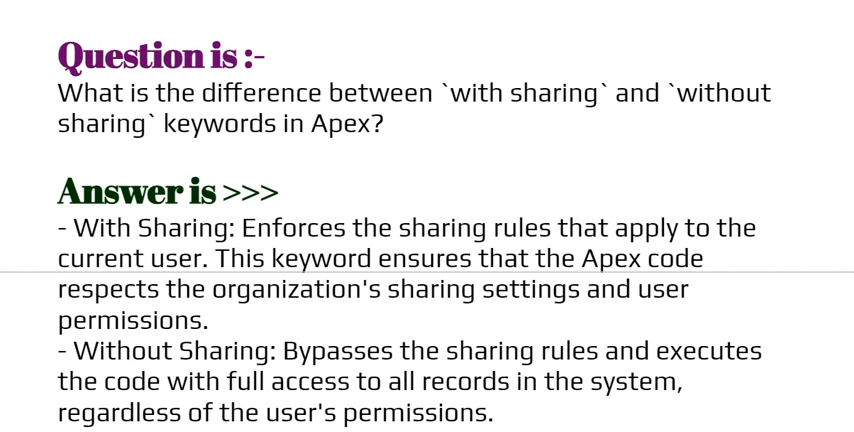 Question is :-
What is the difference between `with sharing` and `without
sharing` keywords in Apex?
Answer is >>>
- With Sharing: Enforces the sharing rules that apply to the
current user. This keyword ensures that the Apex code
respects the organization's sharing settings and user
permissions.
- Without Sharing: Bypasses the sharing rules and executes
the code with full access to all records in the system,
regardless of the user's permissions.